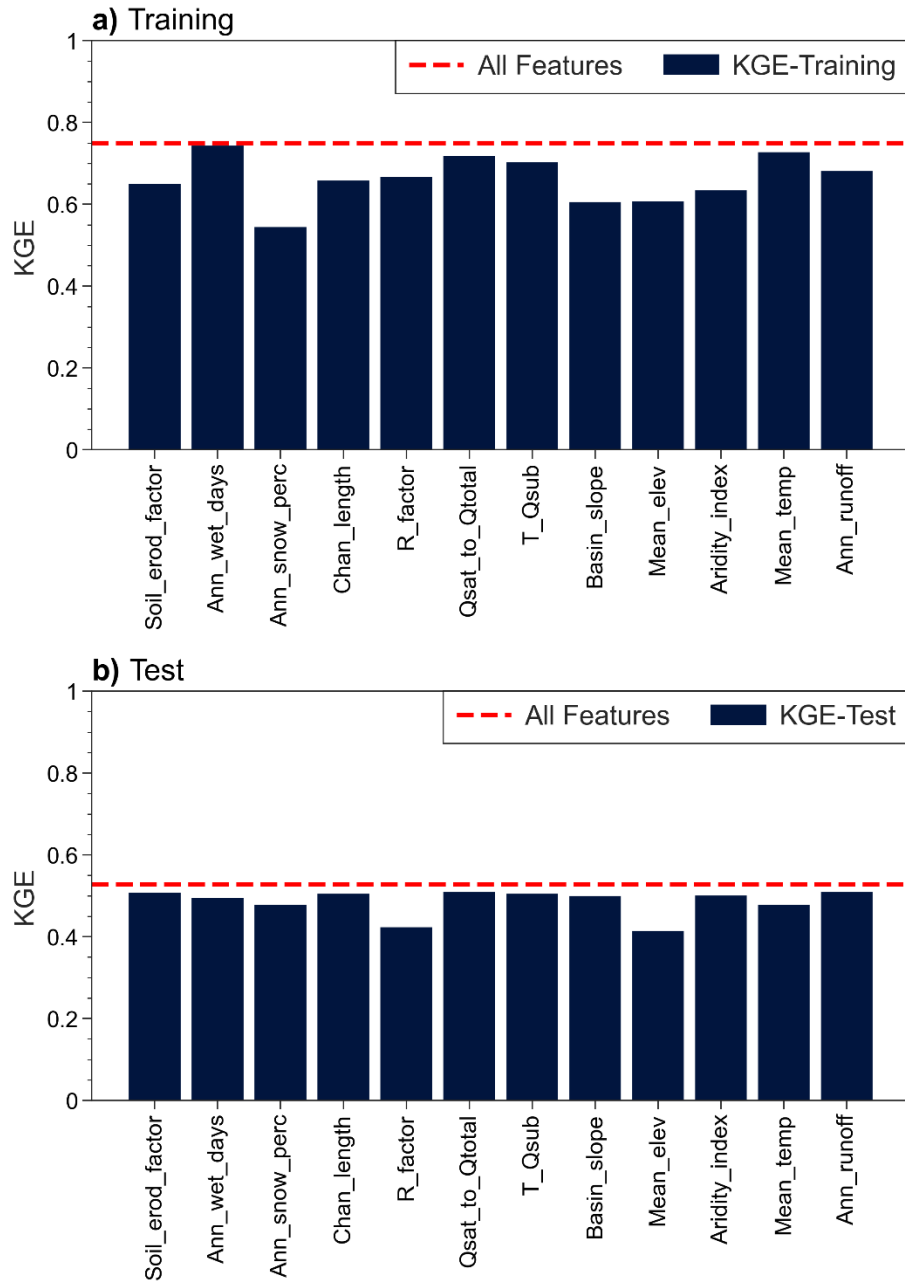 a) Training
All Features KGE-Training
1
0.8
0.6
0.4
0.2
0
KGE
Soil_erod_factor
Ann_wet_days
Ann_snow_perc
Chan_length
R_factor
Qsat_to_Qtotal
T_Qsub
Basin_slope
Mean_elev
Aridity_index
Mean_temp
Ann_runoff
b) Test
All Features KGE-Test
1
0.8
0.6
0.4
0.2
0
KGE
Soil_erod_factor
Ann_wet_days
Ann_snow_perc
Chan_length
R_factor
Qsat_to_Qtotal
T_Qsub
Basin_slope
Mean_elev
Aridity_index
Mean_temp
Ann_runoff